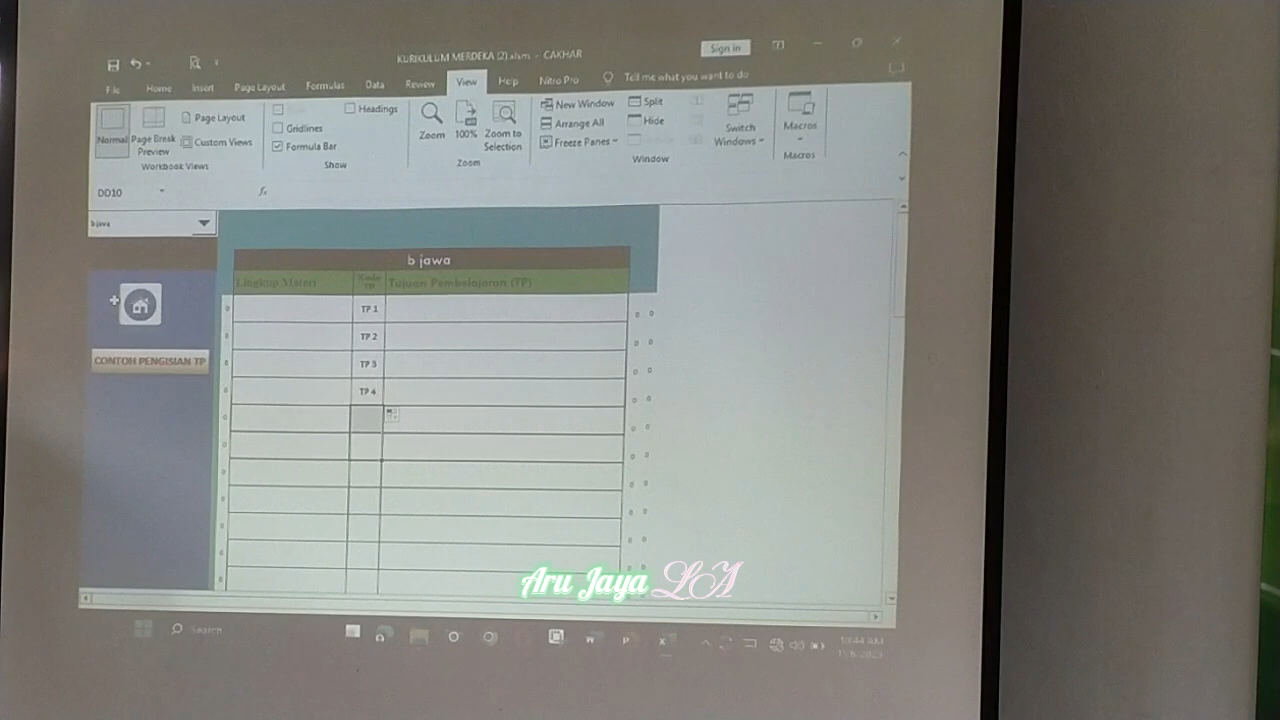 KURIKULUM MERDEKA (2).xlsm - CAKHAR
Sign in
File Home Insert Page Layout Formulas Data Review View Help Nitro Pro Tell me what you want to do
Normal
Page Break Preview
Page Layout
Custom Views
Workbook Views
Headings
Gridlines
Formula Bar
Show
Zoom
100%
Zoom to Selection
Zoom
New Window
Arrange All
Freeze Panes
Split
Hide
Window
Switch Windows
Macros
Macros
DD10
fx
b jawa
b jawa
Lingkup Materi Kode TP Tujuan Pembelajaran (TP)
TP 1
TP 2
TP 3
TP 4
CONTOH PENGISIAN TP
Aru Jaya LA
Search
10:44 AM